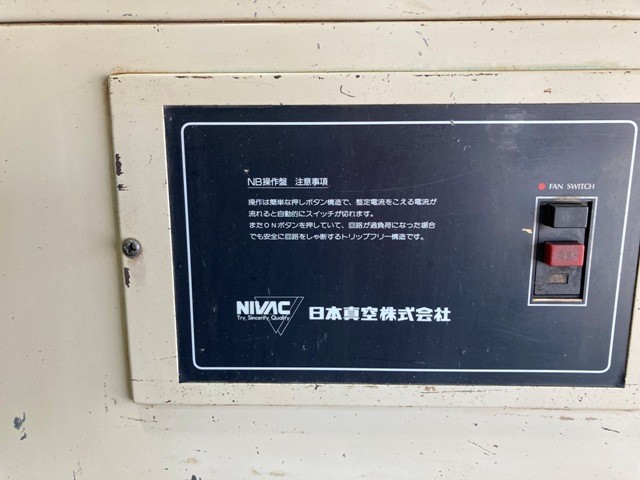 NB操作盤 注意事項
操作は簡単な押しボタン構造で、整定電流をこえる電流が
流れると自動的にスイッチが切れます。
またONボタンを押していて、回路が過負荷になった場合
でも安全に回路をしゃ断するトリップフリー構造です。
FAN SWITCH
NIVAC
Try, Sincerity, Quality
日本真空株式会社